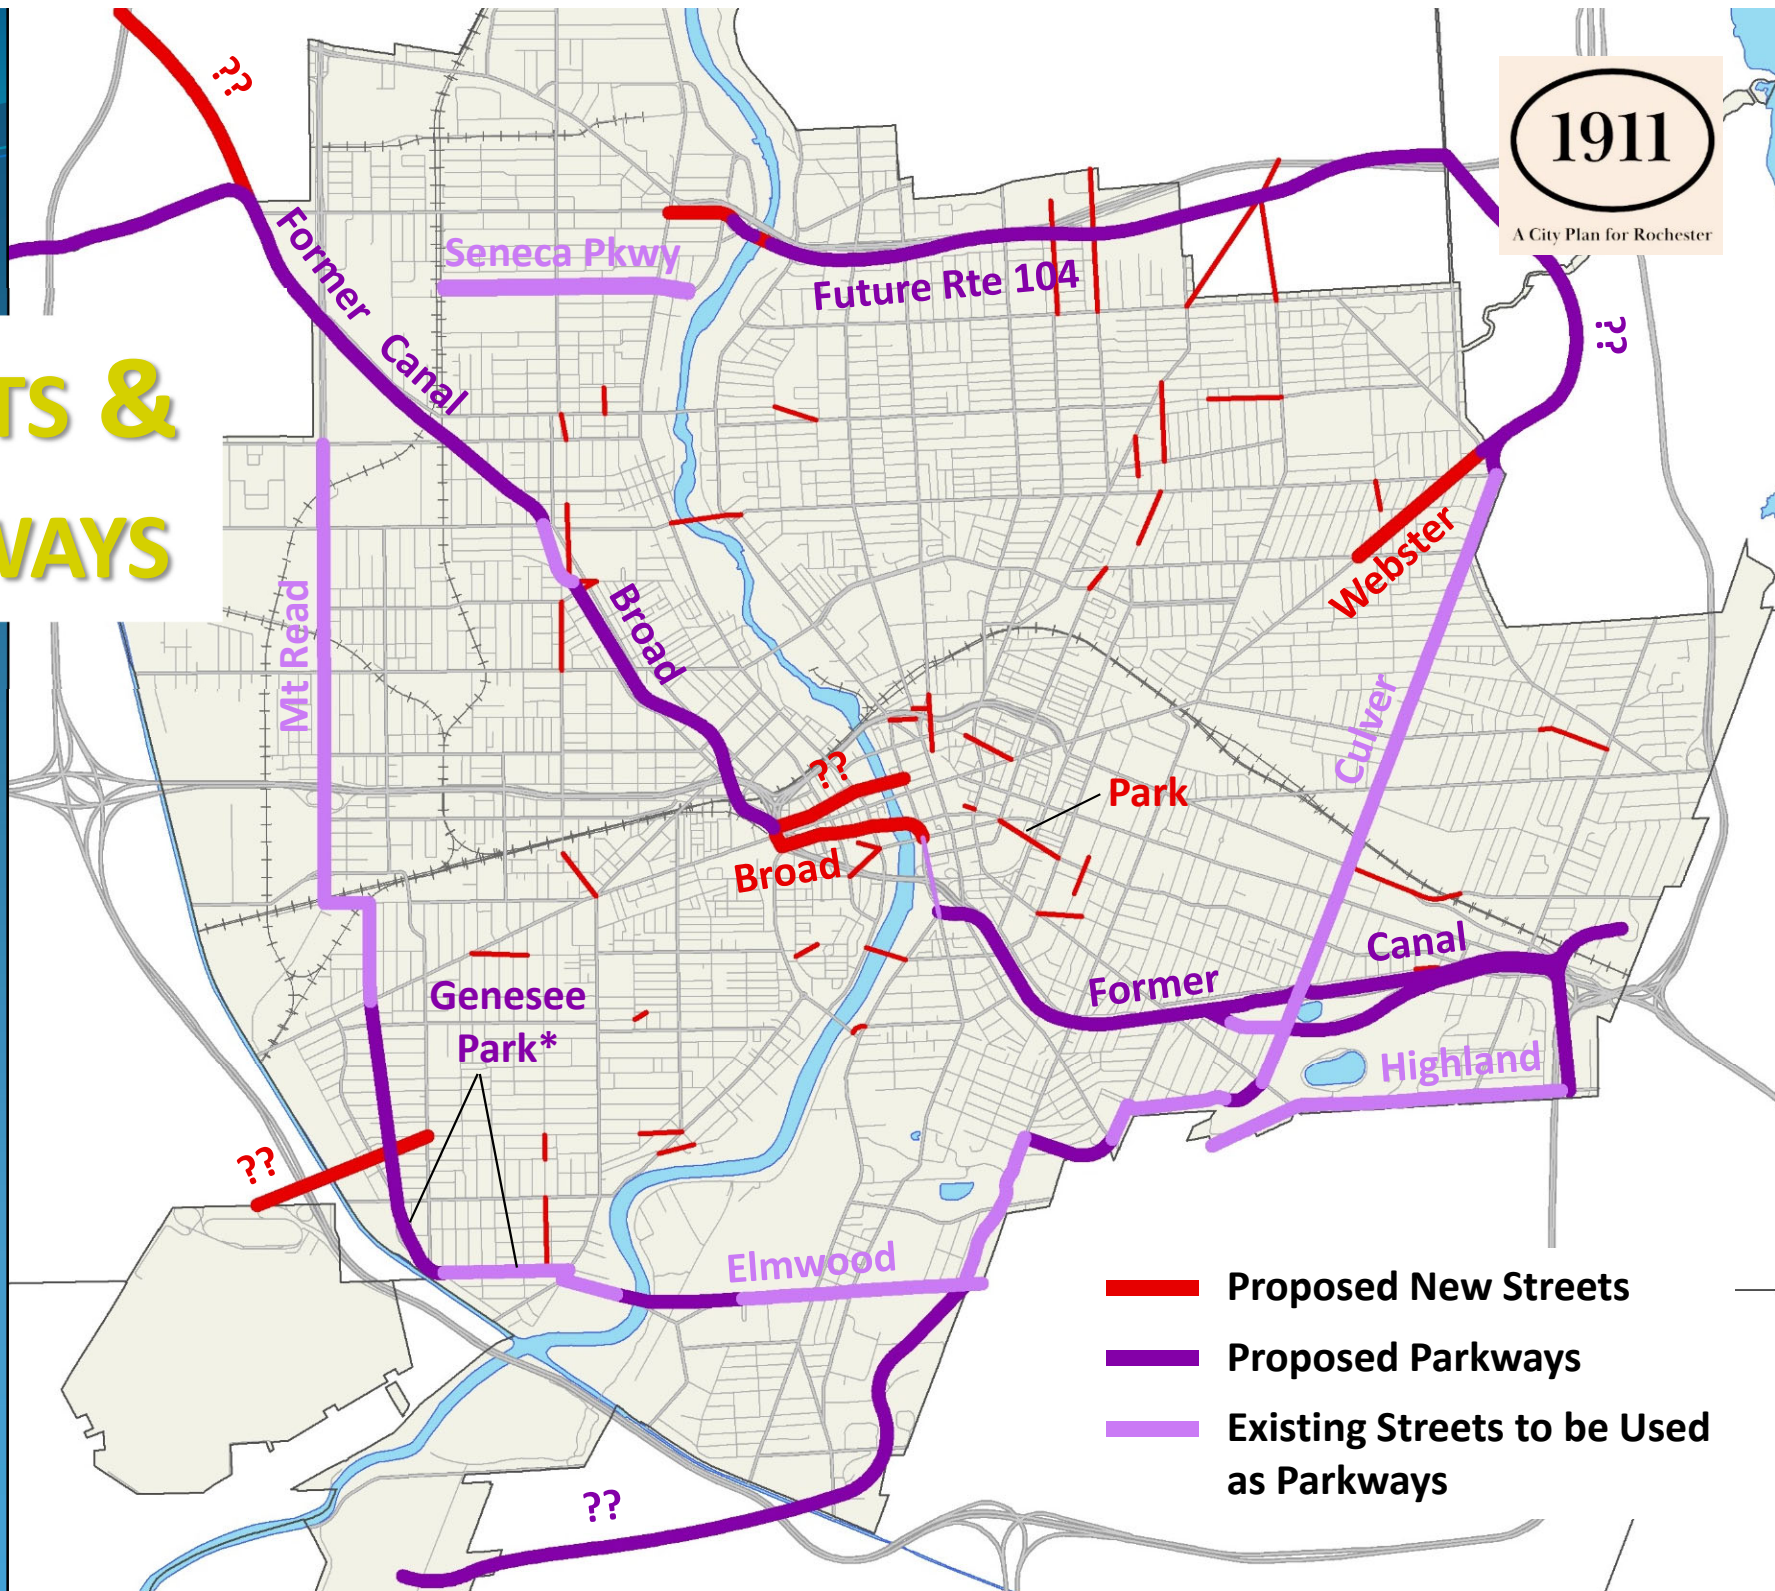 ??
1911
A City Plan for Rochester
Former
Canal
Seneca Pkwy
Future Rte 104
??
TS &
WAYS
Webster
Mt Read
Broad
Culver
??
Park
Broad
Canal
Former
Genesee
Park*
Highland
??
Elmwood
Proposed New Streets
Proposed Parkways
Existing Streets to be Used
as Parkways
??